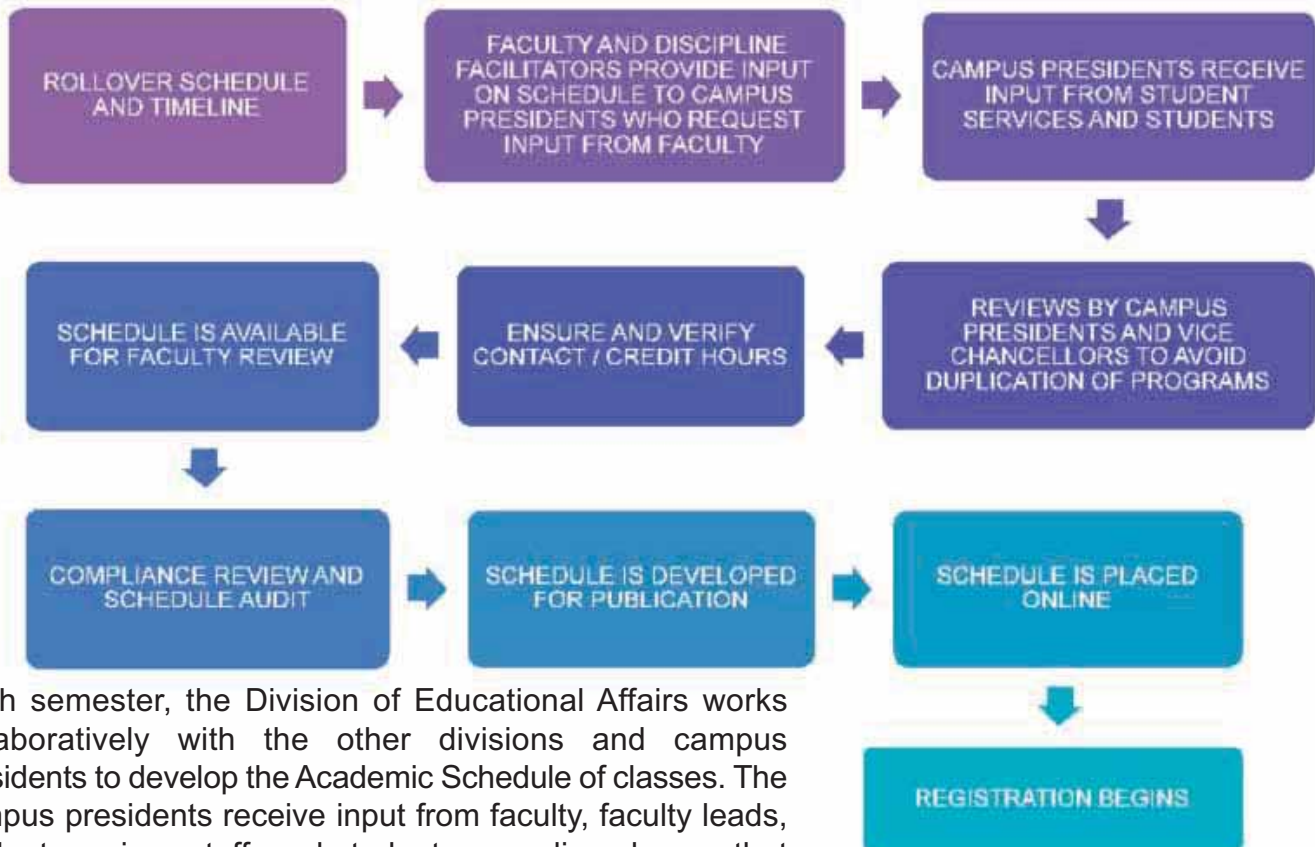 ROLLOVER SCHEDULE
AND TIMELINE
FACULTY AND DISCIPLINE
FACILITATORS PROVIDE INPUT
ON SCHEDULE TO CAMPUS
PRESIDENTS WHO REQUEST
INPUT FROM FACULTY
CAMPUS PRESIDENTS RECEIVE
INPUT FROM STUDENT
SERVICES AND STUDENTS
REVIEWS BY CAMPUS
PRESIDENTS AND VICE
CHANCELLORS TO AVOID
DUPLICATION OF PROGRAMS
ENSURE AND VERIFY
CONTACT / CREDIT HOURS
SCHEDULE IS AVAILABLE
FOR FACULTY REVIEW
COMPLIANCE REVIEW AND
SCHEDULE AUDIT
SCHEDULE IS DEVELOPED
FOR PUBLICATION
SCHEDULE IS PLACED
ONLINE
REGISTRATION BEGINS
semester, the Division of Educational Affairs works
with the other divisions and campus
to develop the Academic Schedule of classes. The
presidents receive input from faculty, faculty leads,